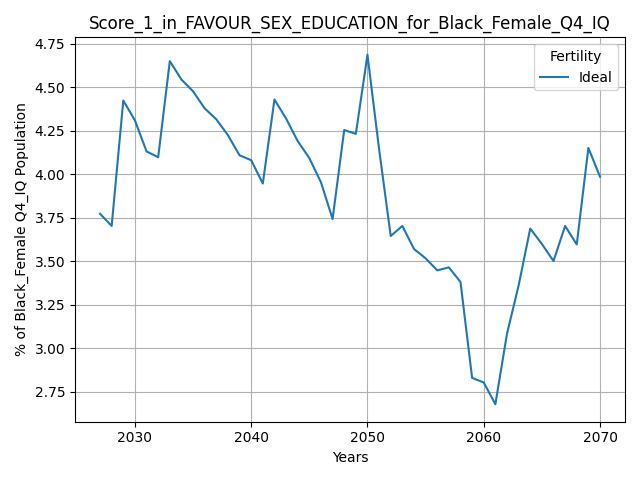 Score_1_in_FAVOUR_SEX_EDUCATION_for_Black_Female_Q4_IQ
Fertility
Ideal
4.75
4.50
4.25
4.00
3.75
3.50
3.25
3.00
2.75
% of Black_Female Q4_IQ Population
2030
2040
2050
2060
2070
Years